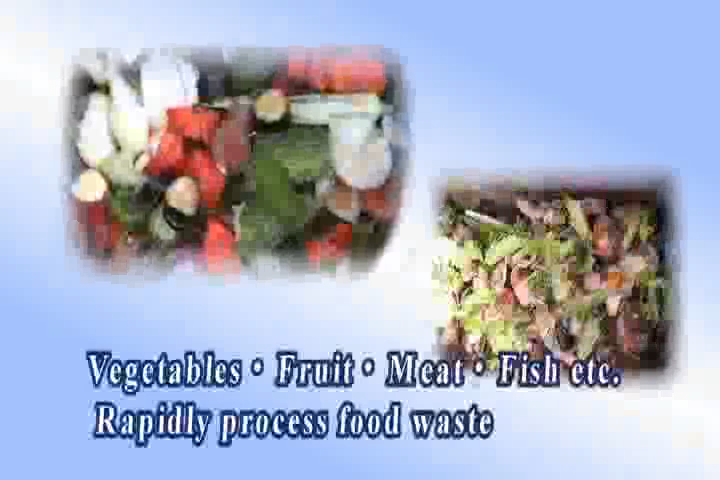 Vegetables・Fruit・Meat・Fish etc.
Rapidly process food waste